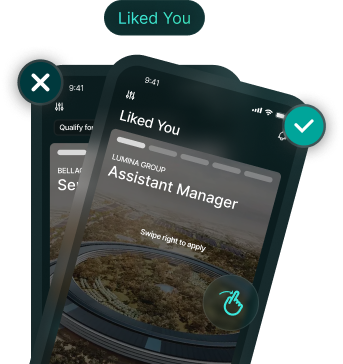 Liked You
9:41
Qualify for
BELLAG
Ser
9:41
Liked You
LUMINA GROUP
Assistant Manager
Swipe right to apply